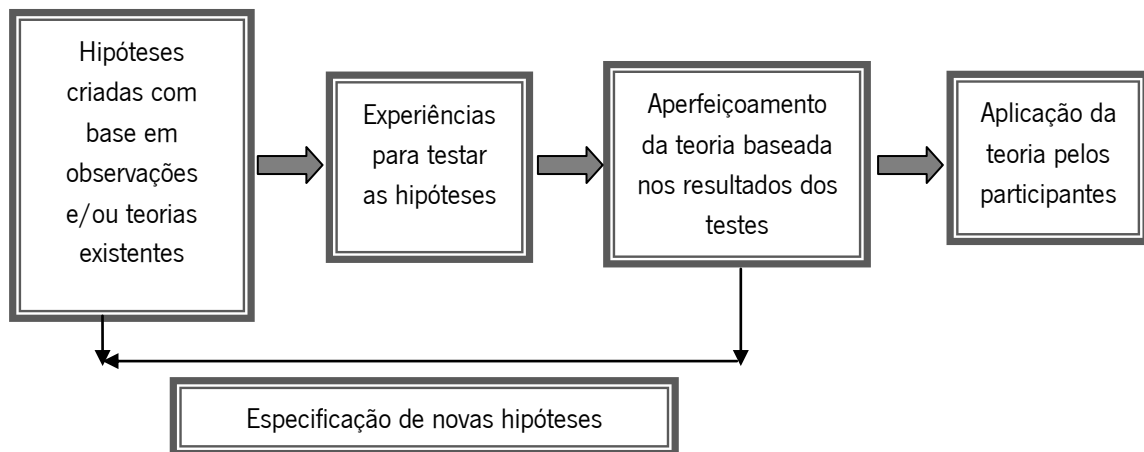 Hipóteses
criadas com
base em
observações
e/ou teorias
existentes
Experiências
para testar
as hipóteses
Aperfeiçoamento
da teoria baseada
nos resultados dos
testes
Aplicação da
teoria pelos
participantes
Especificação de novas hipóteses